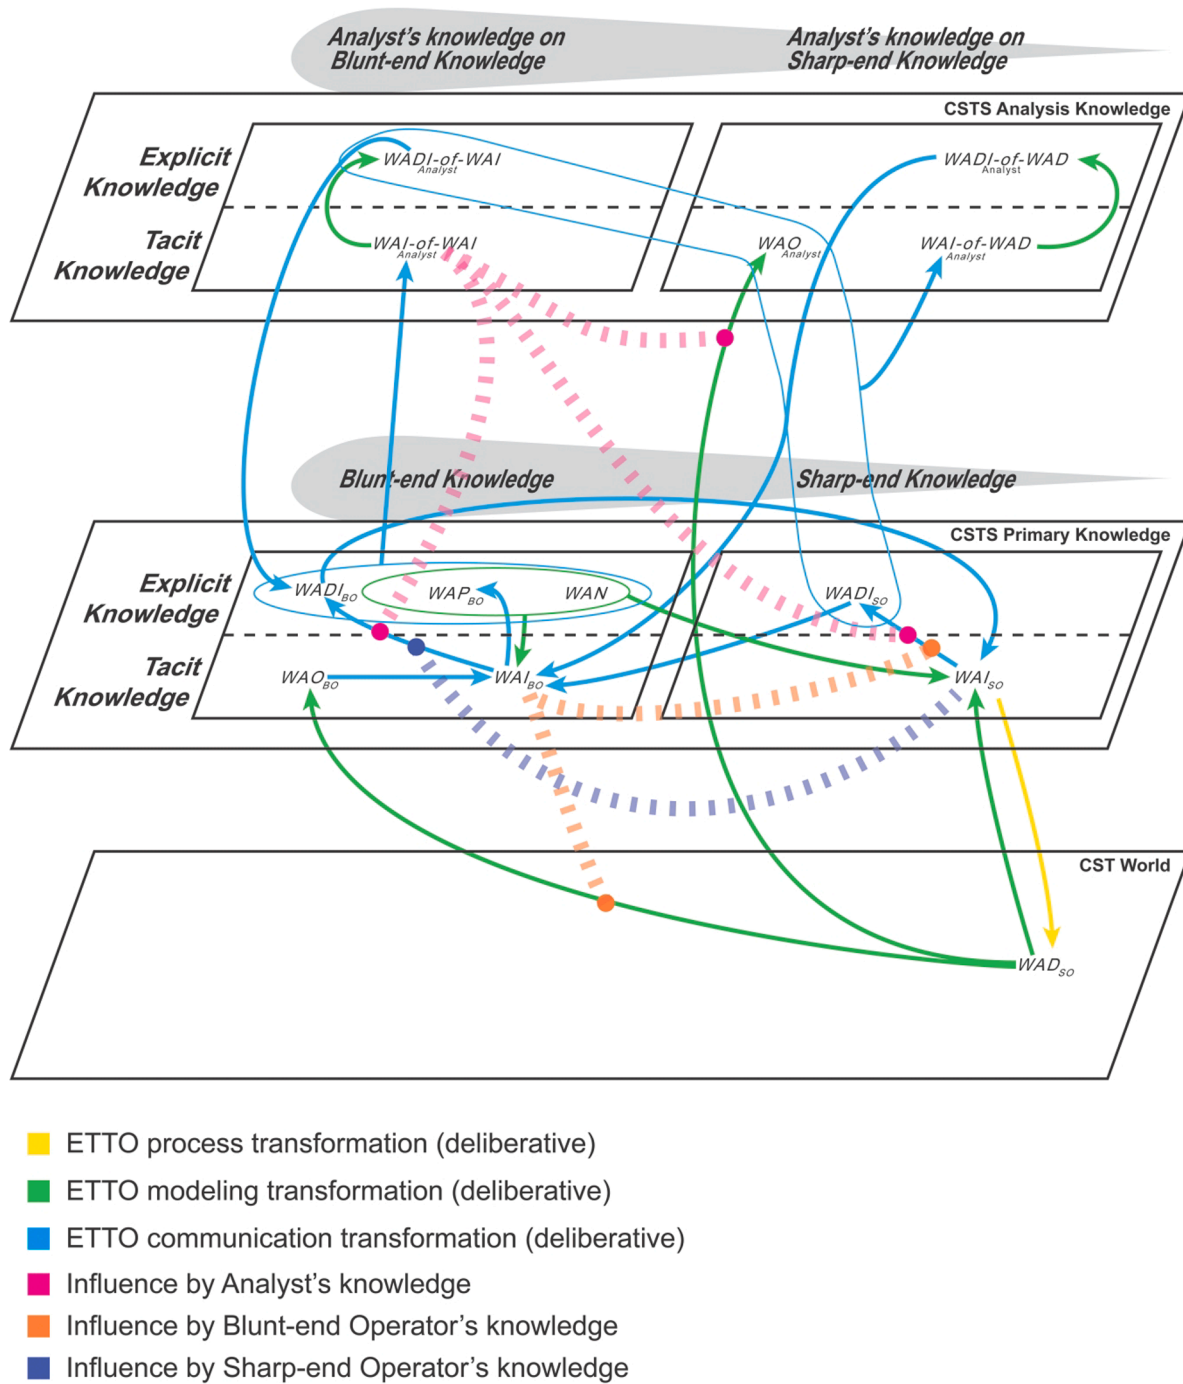 Analyst's knowledge on
Blunt-end Knowledge
Analyst's knowledge on
Sharp-end Knowledge
CSTS Analysis Knowledge
Explicit
Knowledge
WADI-of-WAI
Analyst
WADI-of-WAD
Analyst
Tacit
Knowledge
WAI-of-WAI
Analyst
WAO
Analyst
WAI-of-WAD
Analyst
Blunt-end Knowledge
Sharp-end Knowledge
CSTS Primary Knowledge
Explicit
Knowledge
WADI BO
WAP BO
WAN
WADI SO
Tacit
Knowledge
WAO BO
WAI BO
WAI SO
CST World
WAD SO
ETTO process transformation (deliberative)
ETTO modeling transformation (deliberative)
ETTO communication transformation (deliberative)
Influence by Analyst's knowledge
Influence by Blunt-end Operator's knowledge
Influence by Sharp-end Operator's knowledge